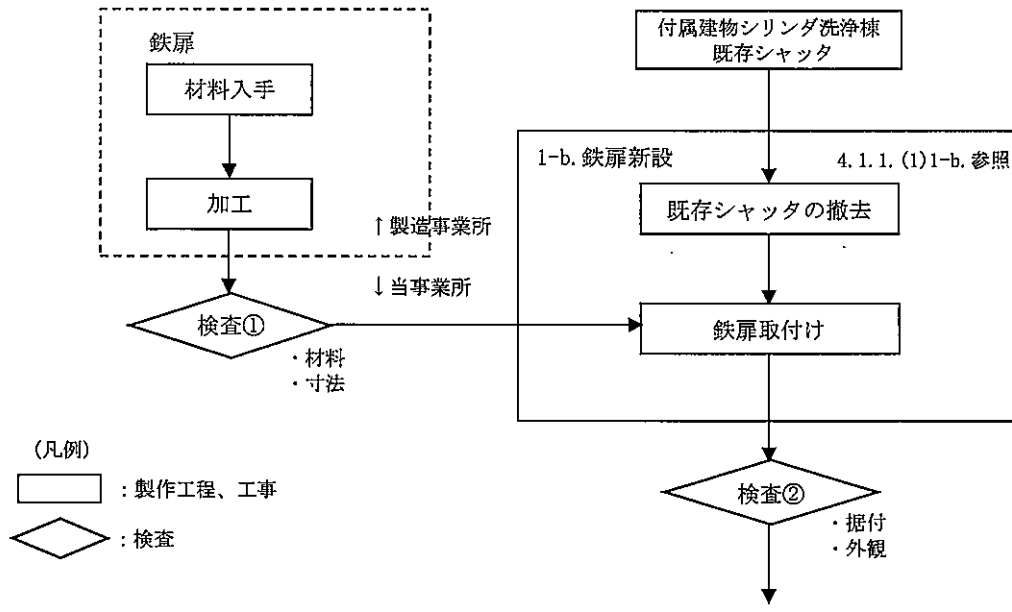 鉄扉
材料入手
加工
↑製造事業所
↓当事業所
検査①
・材料
・寸法
付属建物シリンダ洗浄棟
既存シャッタ
1-b. 鉄扉新設
4.1.1.(1)1-b.参照
既存シャッタの撤去
鉄扉取付け
検査②
・据付
・外観
(凡例)
：製作工程、工事
：検査